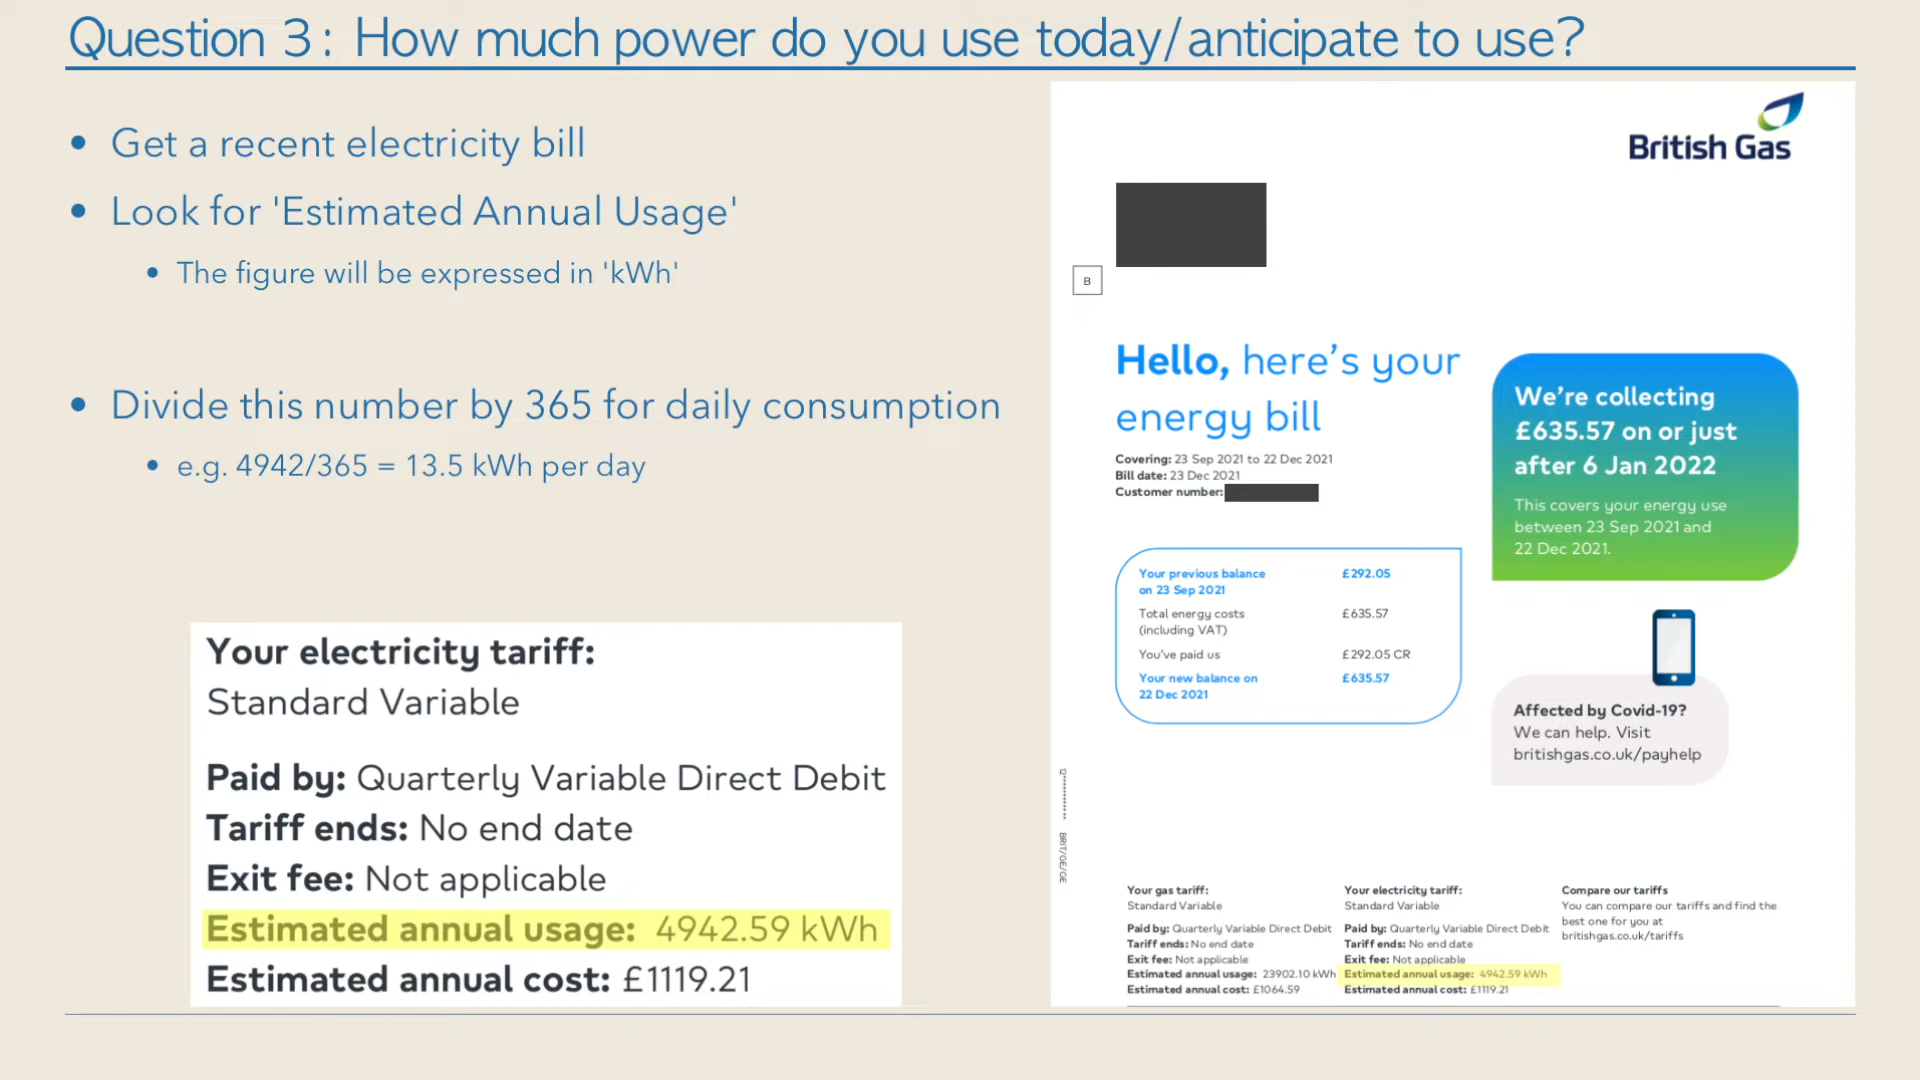 Question 3: How much power do you use today/anticipate to use?
• Get a recent electricity bill
• Look for 'Estimated Annual Usage'
• The figure will be expressed in 'kWh'
• Divide this number by 365 for daily consumption
• e.g. 4942/365 = 13.5 kWh per day
Your electricity tariff:
Standard Variable
Paid by: Quarterly Variable Direct Debit
Tariff ends: No end date
Exit fee: Not applicable
Estimated annual usage: 4942.59 kWh
Estimated annual cost: £1119.21
British Gas
B
Hello, here's your
energy bill
Covering: 23 Sep 2021 to 22 Dec 2021
Bill date: 23 Dec 2021
Customer number:
We're collecting
£635.57 on or just
after 6 Jan 2022
This covers your energy use
between 23 Sep 2021 and
22 Dec 2021.
Your previous balance £292.05
on 23 Sep 2021
Total energy costs £635.57
(including VAT)
You've paid us £292.05 CR
Your new balance on £635.57
22 Dec 2021
Affected by Covid-19?
We can help. Visit
britishgas.co.uk/payhelp
BRIT/GE/GE
Your gas tariff:
Standard Variable
Paid by: Quarterly Variable Direct Debit
Tariff ends: No end date
Exit fee: Not applicable
Estimated annual usage: 23902.10 kWh
Estimated annual cost: £1064.59
Your electricity tariff:
Standard Variable
Paid by: Quarterly Variable Direct Debit
Tariff ends: No end date
Exit fee: Not applicable
Estimated annual usage: 4942.59 kWh
Estimated annual cost: £1119.21
Compare our tariffs
You can compare our tariffs and find the
best one for you at
britishgas.co.uk/tariffs